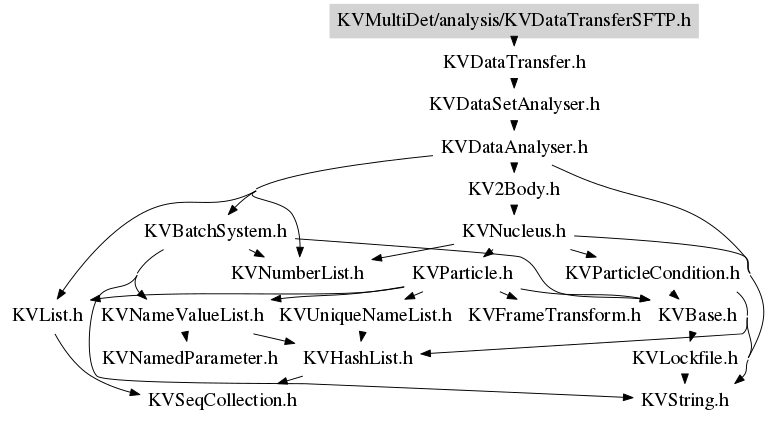 KVMultiDet/analysis/KVDataTransferSFTP.h
KVDataTransfer.h
KVDataSetAnalyser.h
KVDataAnalyser.h
KV2Body.h
KVBatchSystem.h
KVNucleus.h
KVNumberList.h
KVParticle.h
KVParticleCondition.h
KVList.h
KVNameValueList.h
KVUniqueNameList.h
KVFrameTransform.h
KVBase.h
KVNamedParameter.h
KVHashList.h
KVLockfile.h
KVSeqCollection.h
KVString.h